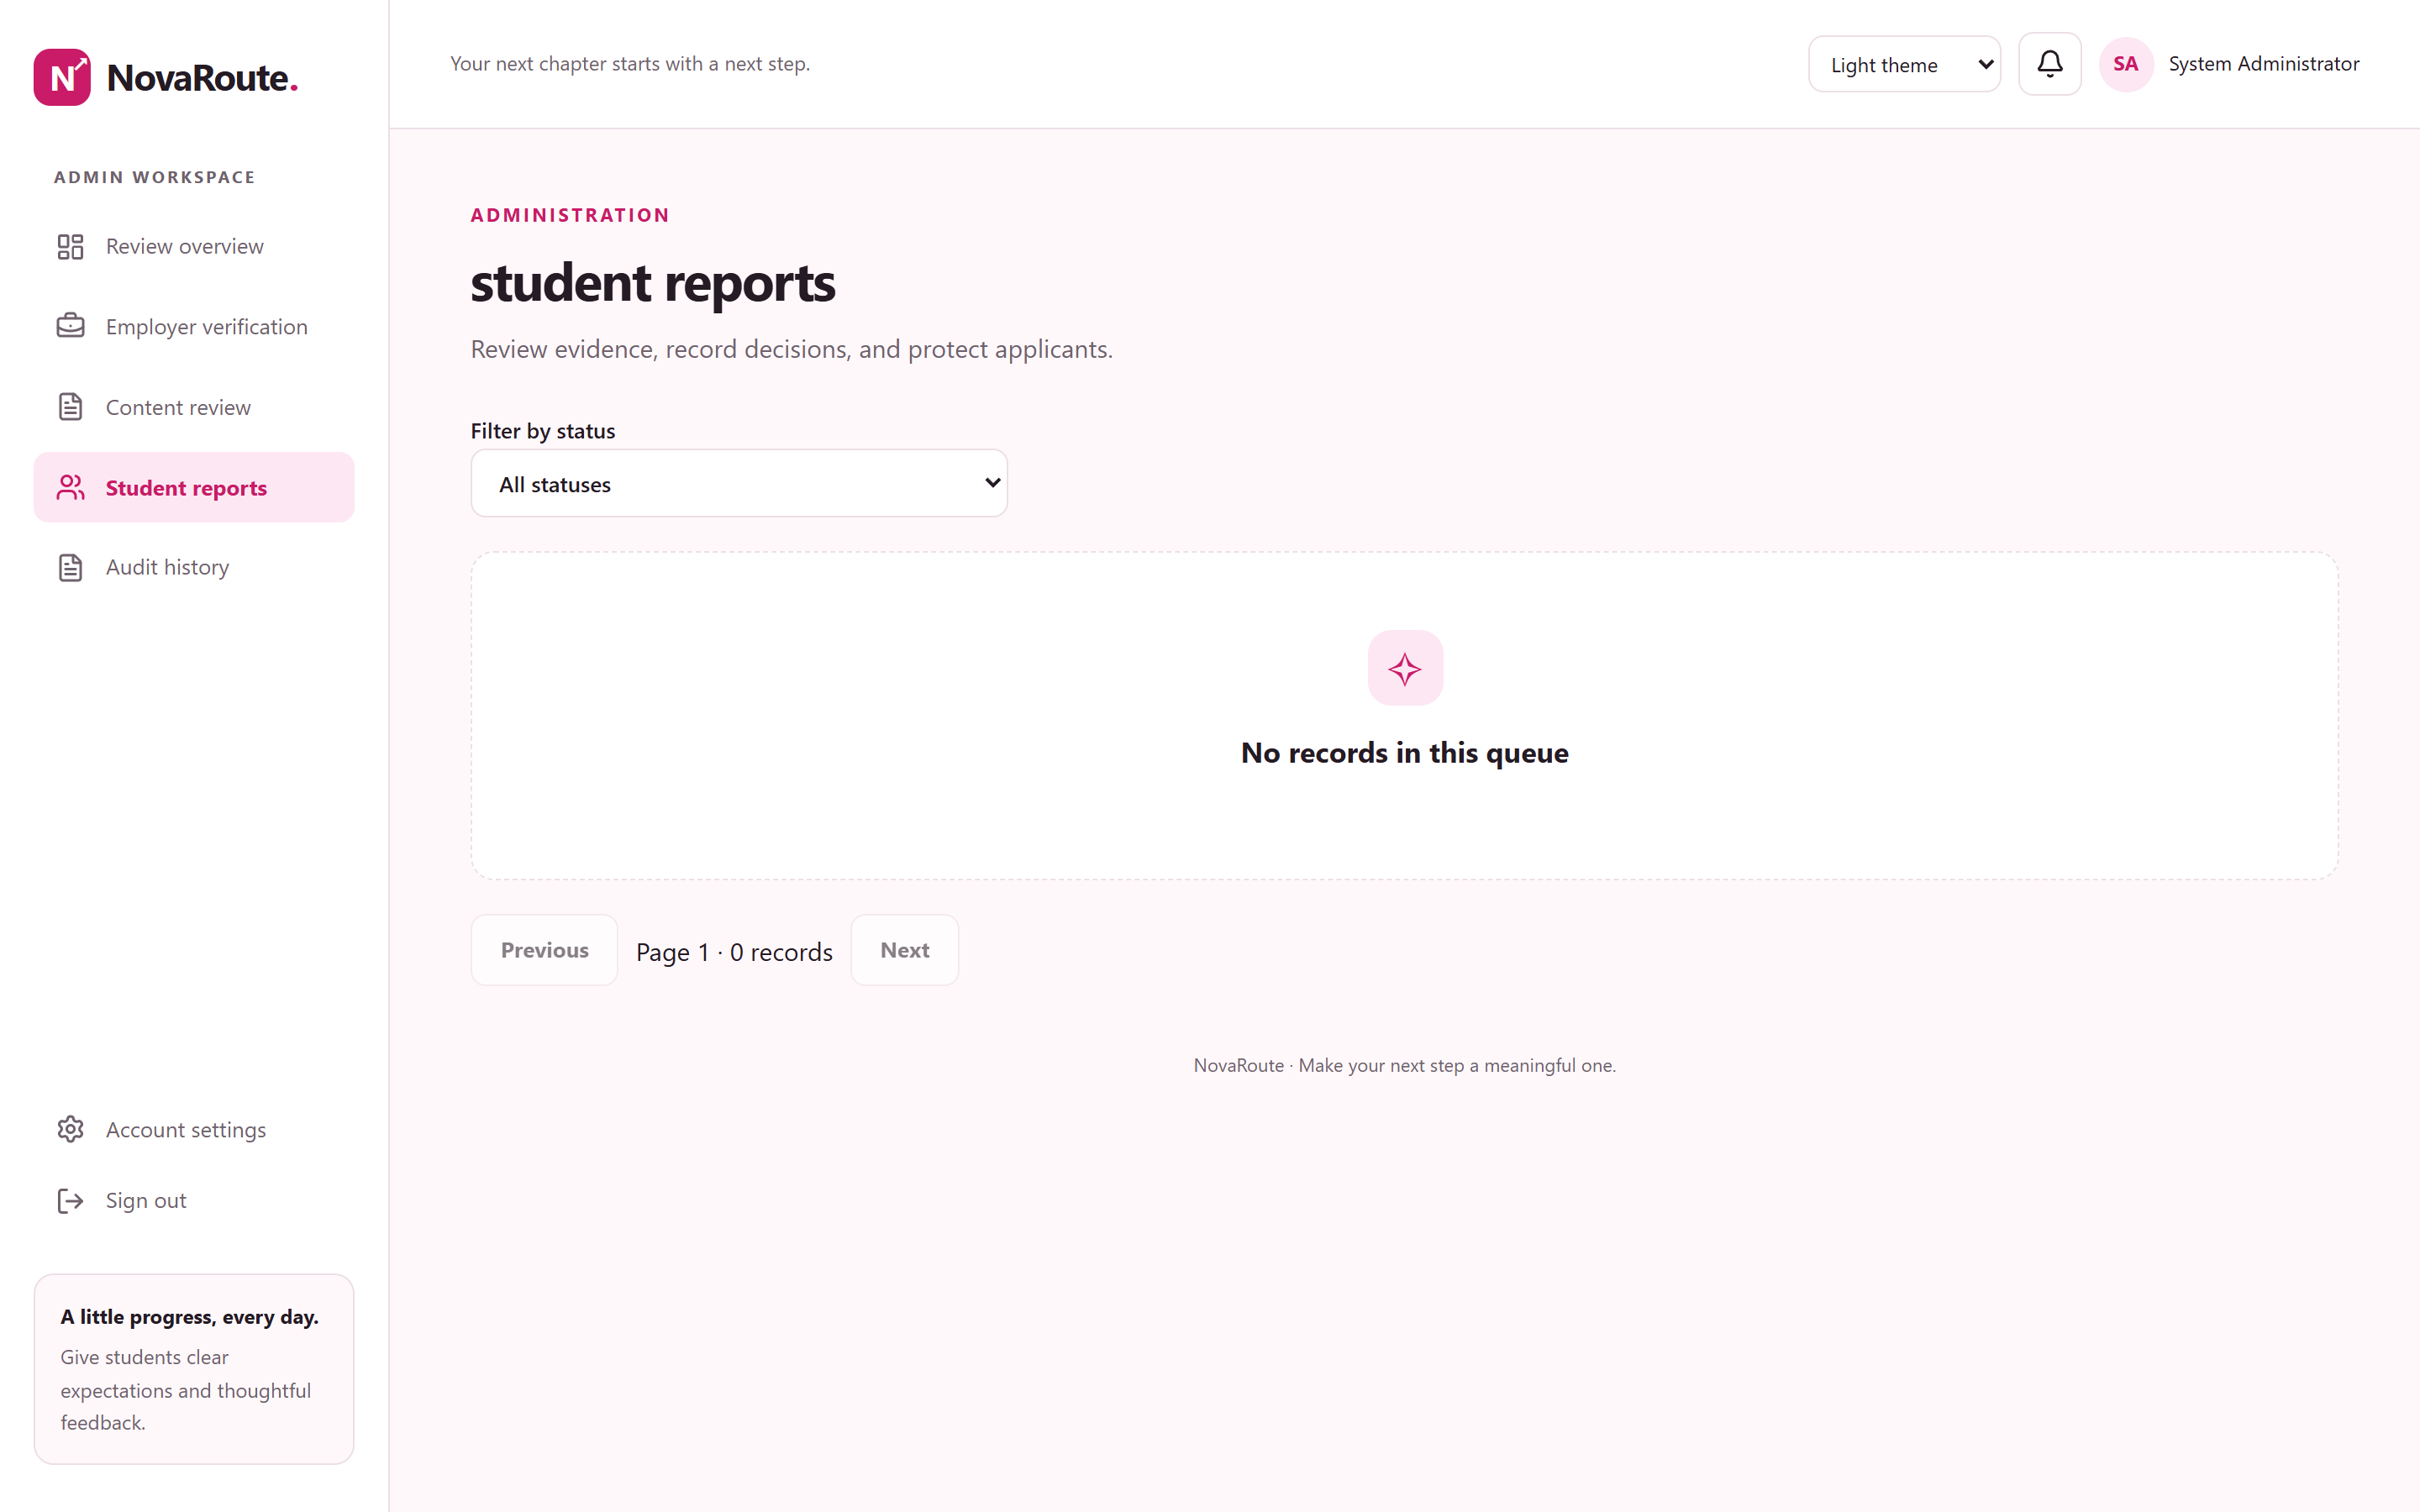 N
NovaRoute.
ADMIN WORKSPACE
Review overview
Employer verification
Content review
Student reports
Audit history
Account settings
Sign out
A little progress, every day.
Give students clear
expectations and thoughtful
feedback.
Your next chapter starts with a next step.
Light theme
SA
System Administrator
ADMINISTRATION
student reports
Review evidence, record decisions, and protect applicants.
Filter by status
All statuses
No records in this queue
Previous
Page 1 · 0 records
Next
NovaRoute · Make your next step a meaningful one.